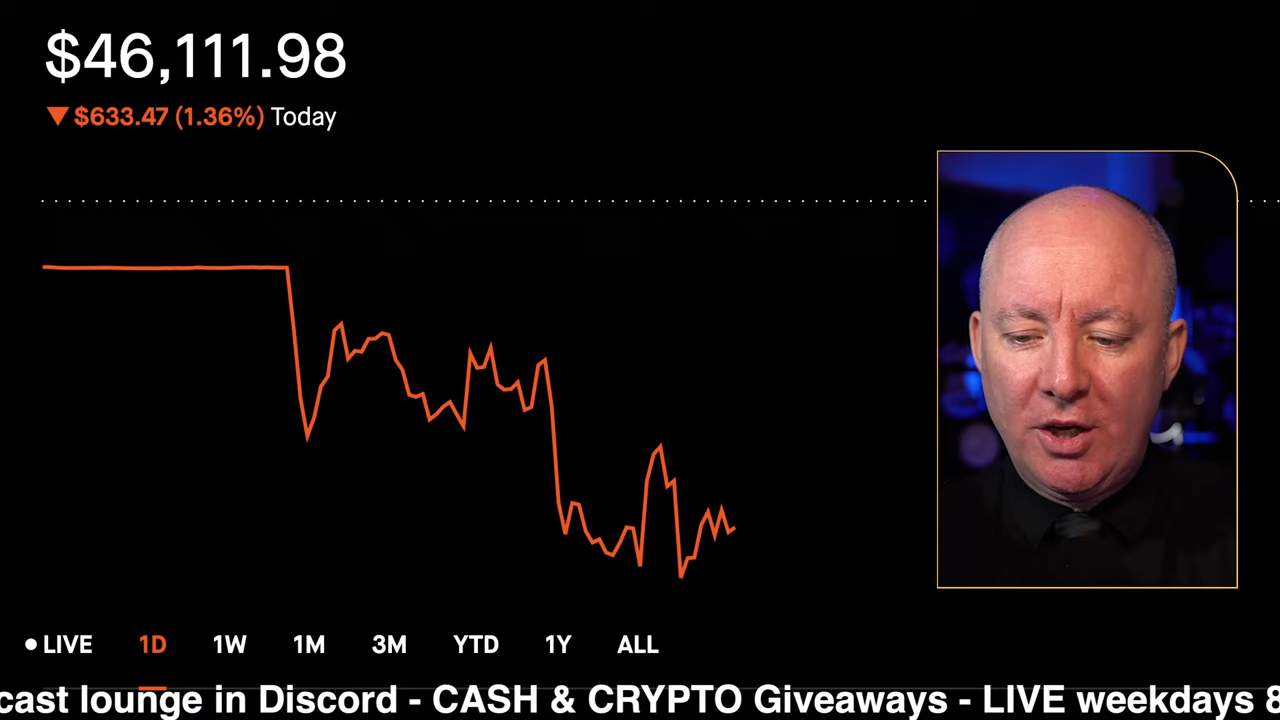 $46,111.98
▼ $633.47 (1.36%) Today
LIVE 1D 1W 1M 3M YTD 1Y ALL
cast lounge in Discord - CASH & CRYPTO Giveaways - LIVE weekdays 8